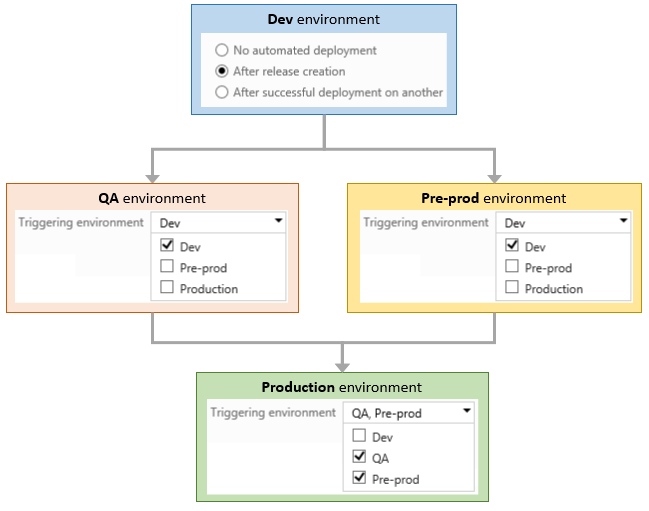 Dev environment
No automated deployment
After release creation
After successful deployment on another
QA environment
Triggering environment Dev
Dev
Pre-prod
Production
Pre-prod environment
Triggering environment Dev
Dev
Pre-prod
Production
Production environment
Triggering environment QA, Pre-prod
Dev
QA
Pre-prod